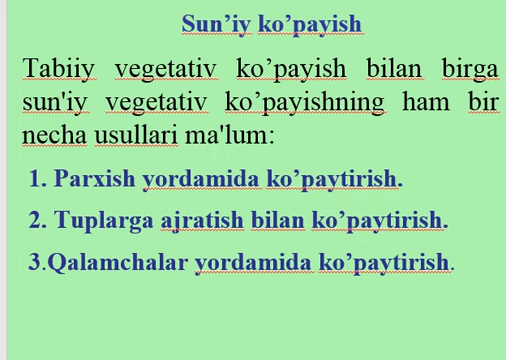 Sun’iy ko’payish
Tabiiy vegetativ ko’payish bilan birga
sun'iy vegetativ ko’payishning ham bir
necha usullari ma'lum:
1. Parxish yordamida ko’paytirish.
2. Tuplarga ajratish bilan ko’paytirish.
3.Qalamchalar yordamida ko’paytirish.